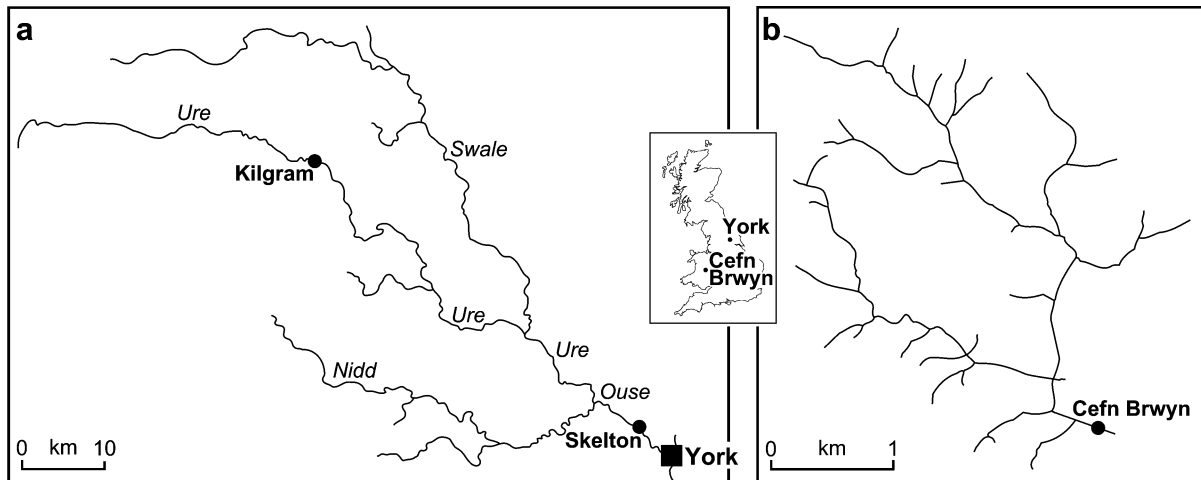 a
Ure
Swale
Kilgram
Ure
Ure
Nidd
Ouse
Skelton
York
0 km 10
York
Cefn
Brwyn
b
Cefn Brwyn
0 km 1